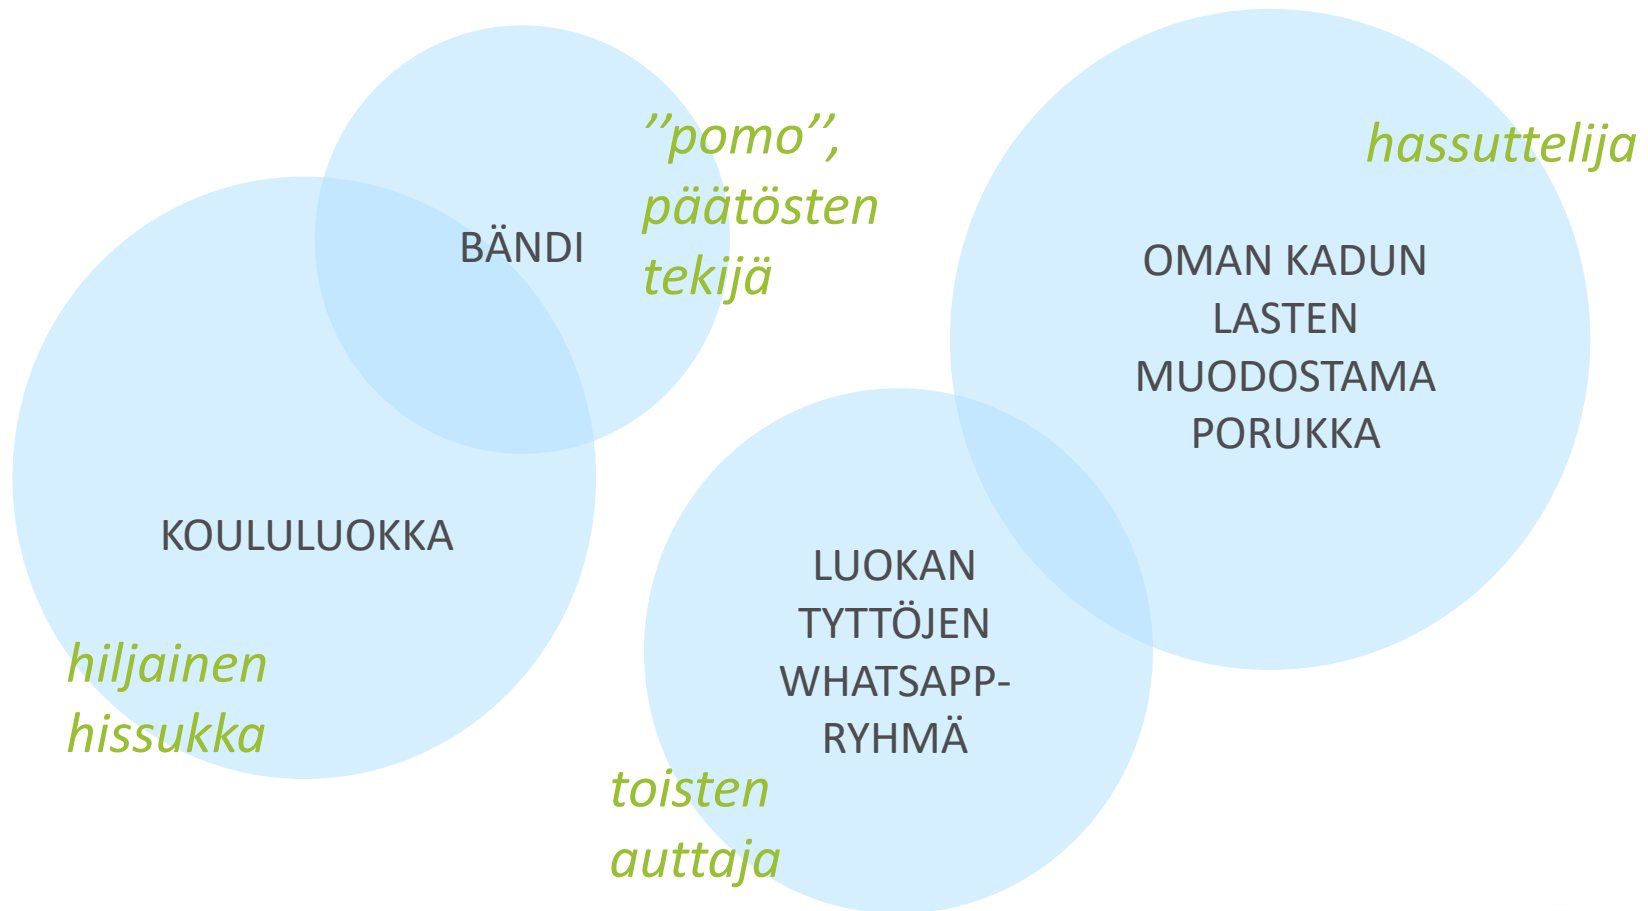 BÄNDI
’’pomo’’,
päätösten
tekijä
hassuttelija
OMAN KADUN
LASTEN
MUODOSTAMA
PORUKKA
KOULULUOKKA
hiljainen
hissukka
LUOKAN
TYTTÖJEN
WHATSAPP-
RYHMÄ
toisten
auttaja